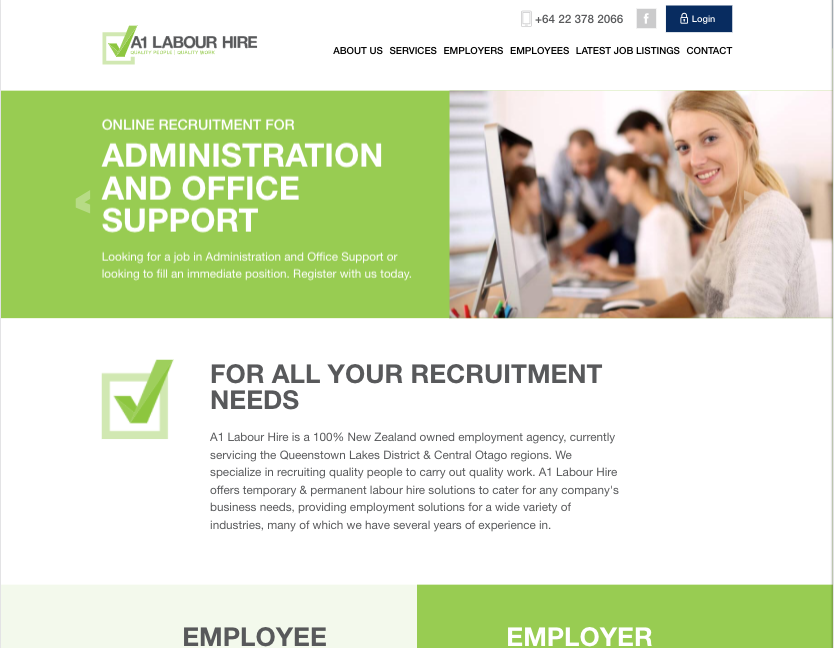 +64 22 378 2066
f
Login
A1 LABOUR HIRE
QUALITY PEOPLE | QUALITY WORK
ABOUT US SERVICES EMPLOYERS EMPLOYEES LATEST JOB LISTINGS CONTACT
ONLINE RECRUITMENT FOR
ADMINISTRATION
AND OFFICE
SUPPORT
Looking for a job in Administration and Office Support or
looking to fill an immediate position. Register with us today.
FOR ALL YOUR RECRUITMENT
NEEDS
A1 Labour Hire is a 100% New Zealand owned employment agency, currently
servicing the Queenstown Lakes District & Central Otago regions. We
specialize in recruiting quality people to carry out quality work. A1 Labour Hire
offers temporary & permanent labour hire solutions to cater for any company's
business needs, providing employment solutions for a wide variety of
industries, many of which we have several years of experience in.
EMPLOYEE
EMPLOYER